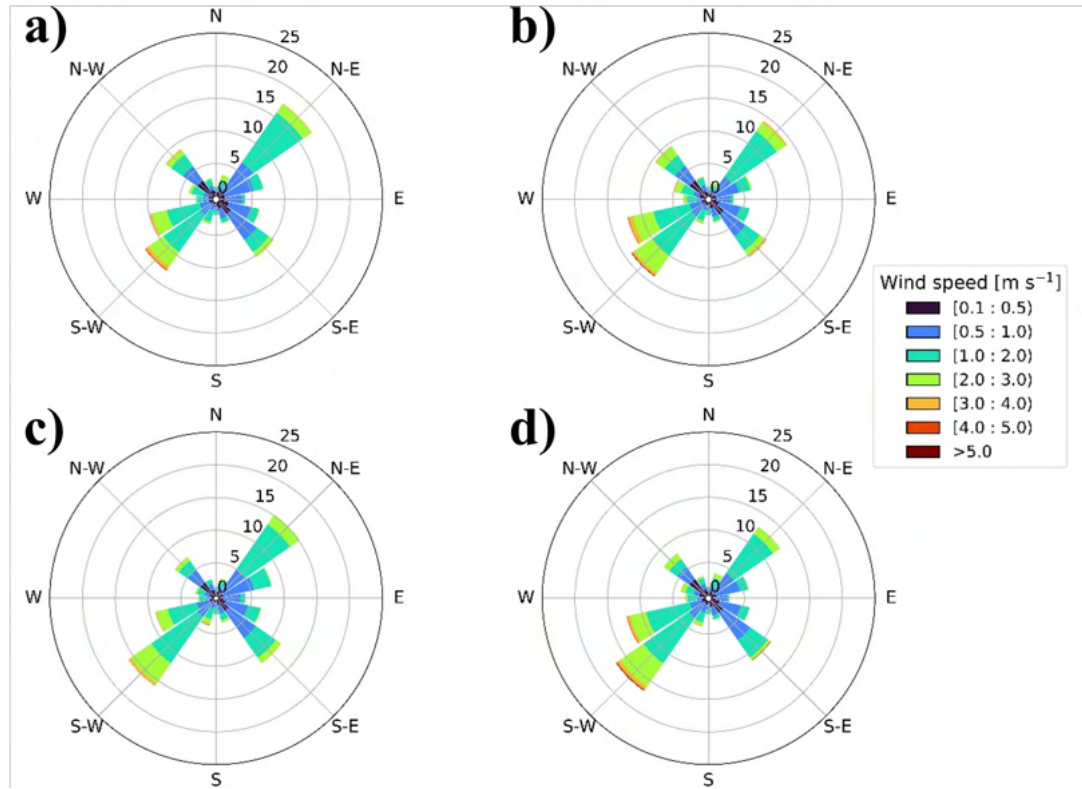 a)
N
25
20
15
10
5
0
N-E
E
S-E
S
S-W
W
N-W
b)
N
25
20
15
10
5
0
N-E
E
S-E
S
S-W
W
N-W
Wind speed [m s⁻¹]
[0.1 : 0.5)
[0.5 : 1.0)
[1.0 : 2.0)
[2.0 : 3.0)
[3.0 : 4.0)
[4.0 : 5.0)
>5.0
c)
N
25
20
15
10
5
0
N-E
E
S-E
S
S-W
W
N-W
d)
N
25
20
15
10
5
0
N-E
E
S-E
S
S-W
W
N-W